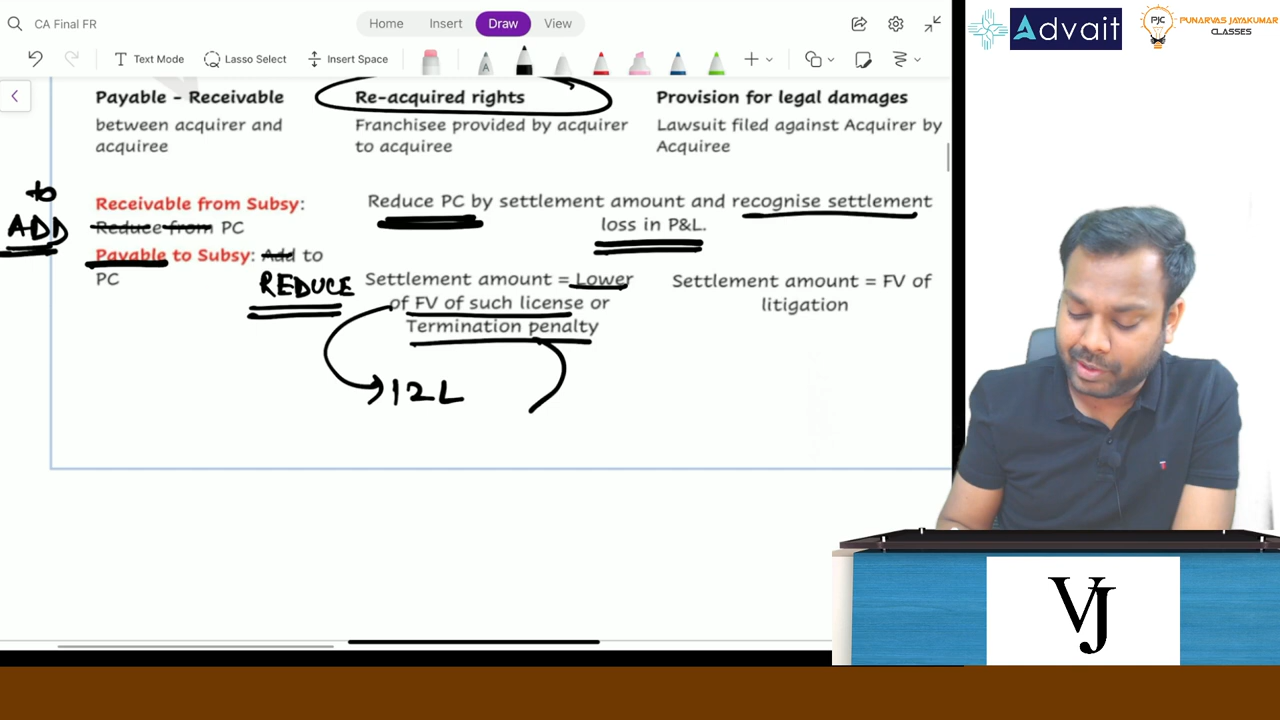 CA Final FR
Home Insert Draw View
Advait
PJC
PUNARVAS JAYAKUMAR
CLASSES
A
Text Mode
Lasso Select
Insert Space
Payable - Receivable
between acquirer and
acquiree
Re-acquired rights
Franchisee provided by acquirer
to acquiree
Provision for legal damages
Lawsuit filed against Acquirer by
Acquiree
to
ADD
Receivable from Subsy:
Reduce from PC
Payable to Subsy: Add to
PC
REDUCE
Reduce PC by settlement amount and recognise settlement
loss in P&L.
Settlement amount = Lower
of FV of such license or
Termination penalty
Settlement amount = FV of
litigation
12L
VJ